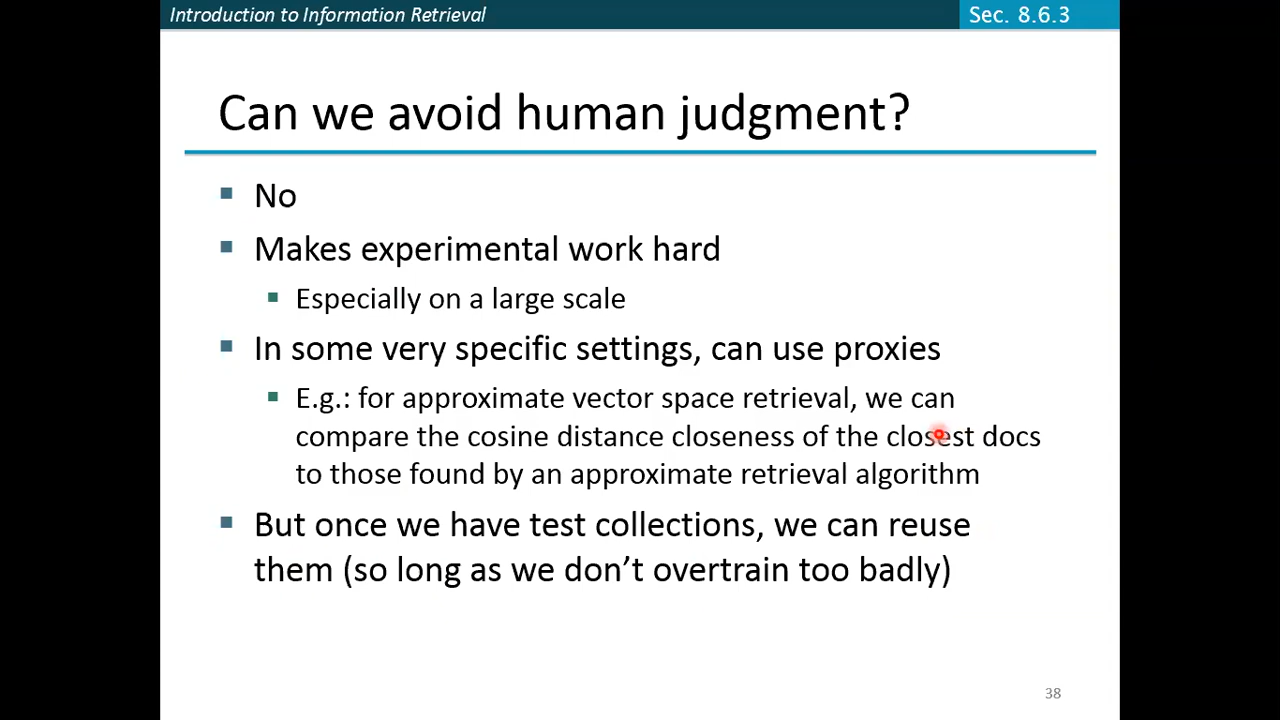 Introduction to Information Retrieval
Sec. 8.6.3
Can we avoid human judgment?
No
Makes experimental work hard
Especially on a large scale
In some very specific settings, can use proxies
E.g.: for approximate vector space retrieval, we can
compare the cosine distance closeness of the closest docs
to those found by an approximate retrieval algorithm
But once we have test collections, we can reuse
them (so long as we don’t overtrain too badly)
38